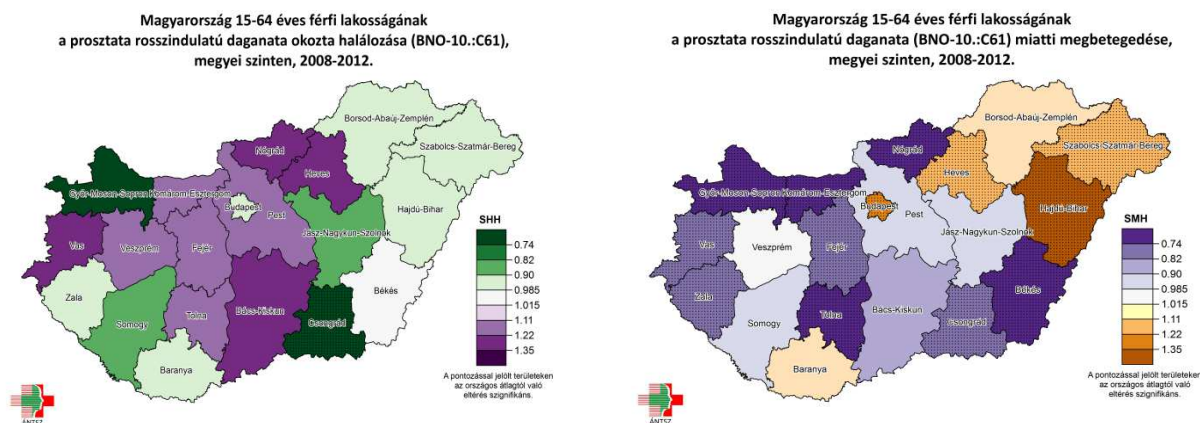 Magyarország 15-64 éves férfi lakosságának
a prosztata rosszindulatú daganata okozta halálozása (BNO-10.:C61),
megyei szinten, 2008-2012.
Borsod-Abaúj-Zemplén
Szabolcs-Szatmár-Bereg
Nógrád
Heves
Győr-Moson-Sopron
Komárom-Esztergom
Budapest
Pest
Hajdú-Bihar
Jász-Nagykun-Szolnok
Vas
Veszprém
Fejér
Zala
Somogy
Tolna
Bács-Kiskun
Csongrád
Békés
Baranya
SHH
0.74
0.82
0.90
0.985
1.015
1.11
1.22
1.35
A pontozással jelölt területeken
az országos átlagtól való
eltérés szignifikáns.
ÁNTSZ
Magyarország 15-64 éves férfi lakosságának
a prosztata rosszindulatú daganata (BNO-10.:C61) miatti megbetegedése,
megyei szinten, 2008-2012.
Borsod-Abaúj-Zemplén
Szabolcs-Szatmár-Bereg
Nógrád
Heves
Győr-Moson-Sopron
Komárom-Esztergom
Budapest
Pest
Hajdú-Bihar
Jász-Nagykun-Szolnok
Vas
Veszprém
Fejér
Zala
Somogy
Tolna
Bács-Kiskun
Csongrád
Békés
Baranya
SMH
0.74
0.82
0.90
0.985
1.015
1.11
1.22
1.35
A pontozással jelölt területeken
az országos átlagtól való
eltérés szignifikáns.
ÁNTSZ